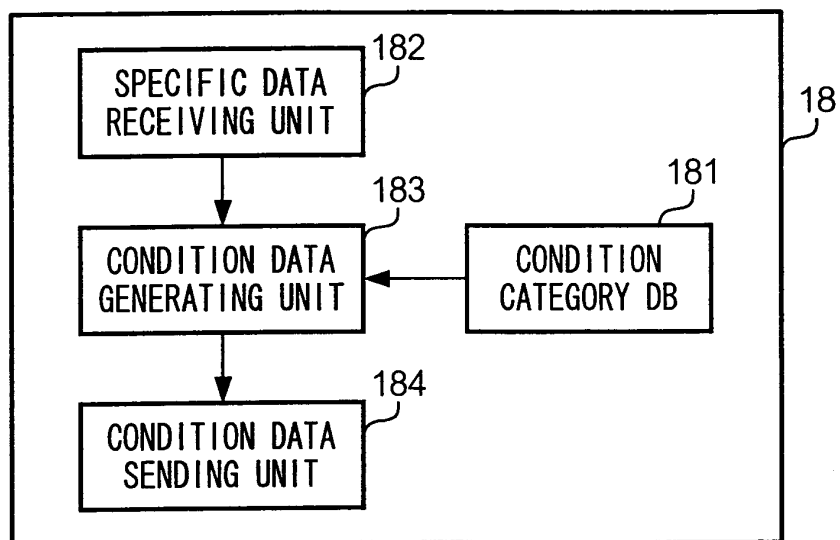 182
SPECIFIC DATA
RECEIVING UNIT
18
183
181
CONDITION DATA
GENERATING UNIT
CONDITION
CATEGORY DB
184
CONDITION DATA
SENDING UNIT